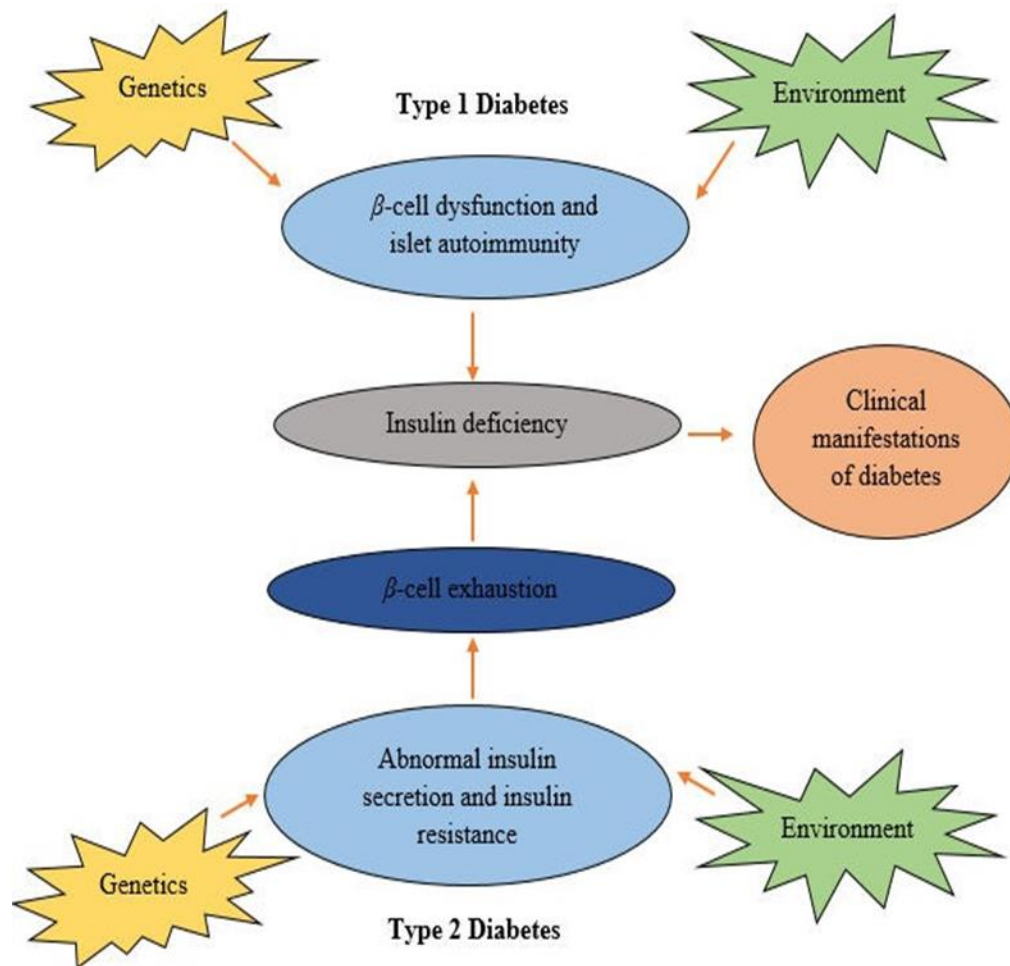 Genetics
Environment
Type 1 Diabetes
β-cell dysfunction and
islet autoimmunity
Insulin deficiency
Clinical
manifestations
of diabetes
β-cell exhaustion
Abnormal insulin
secretion and insulin
resistance
Environment
Genetics
Type 2 Diabetes